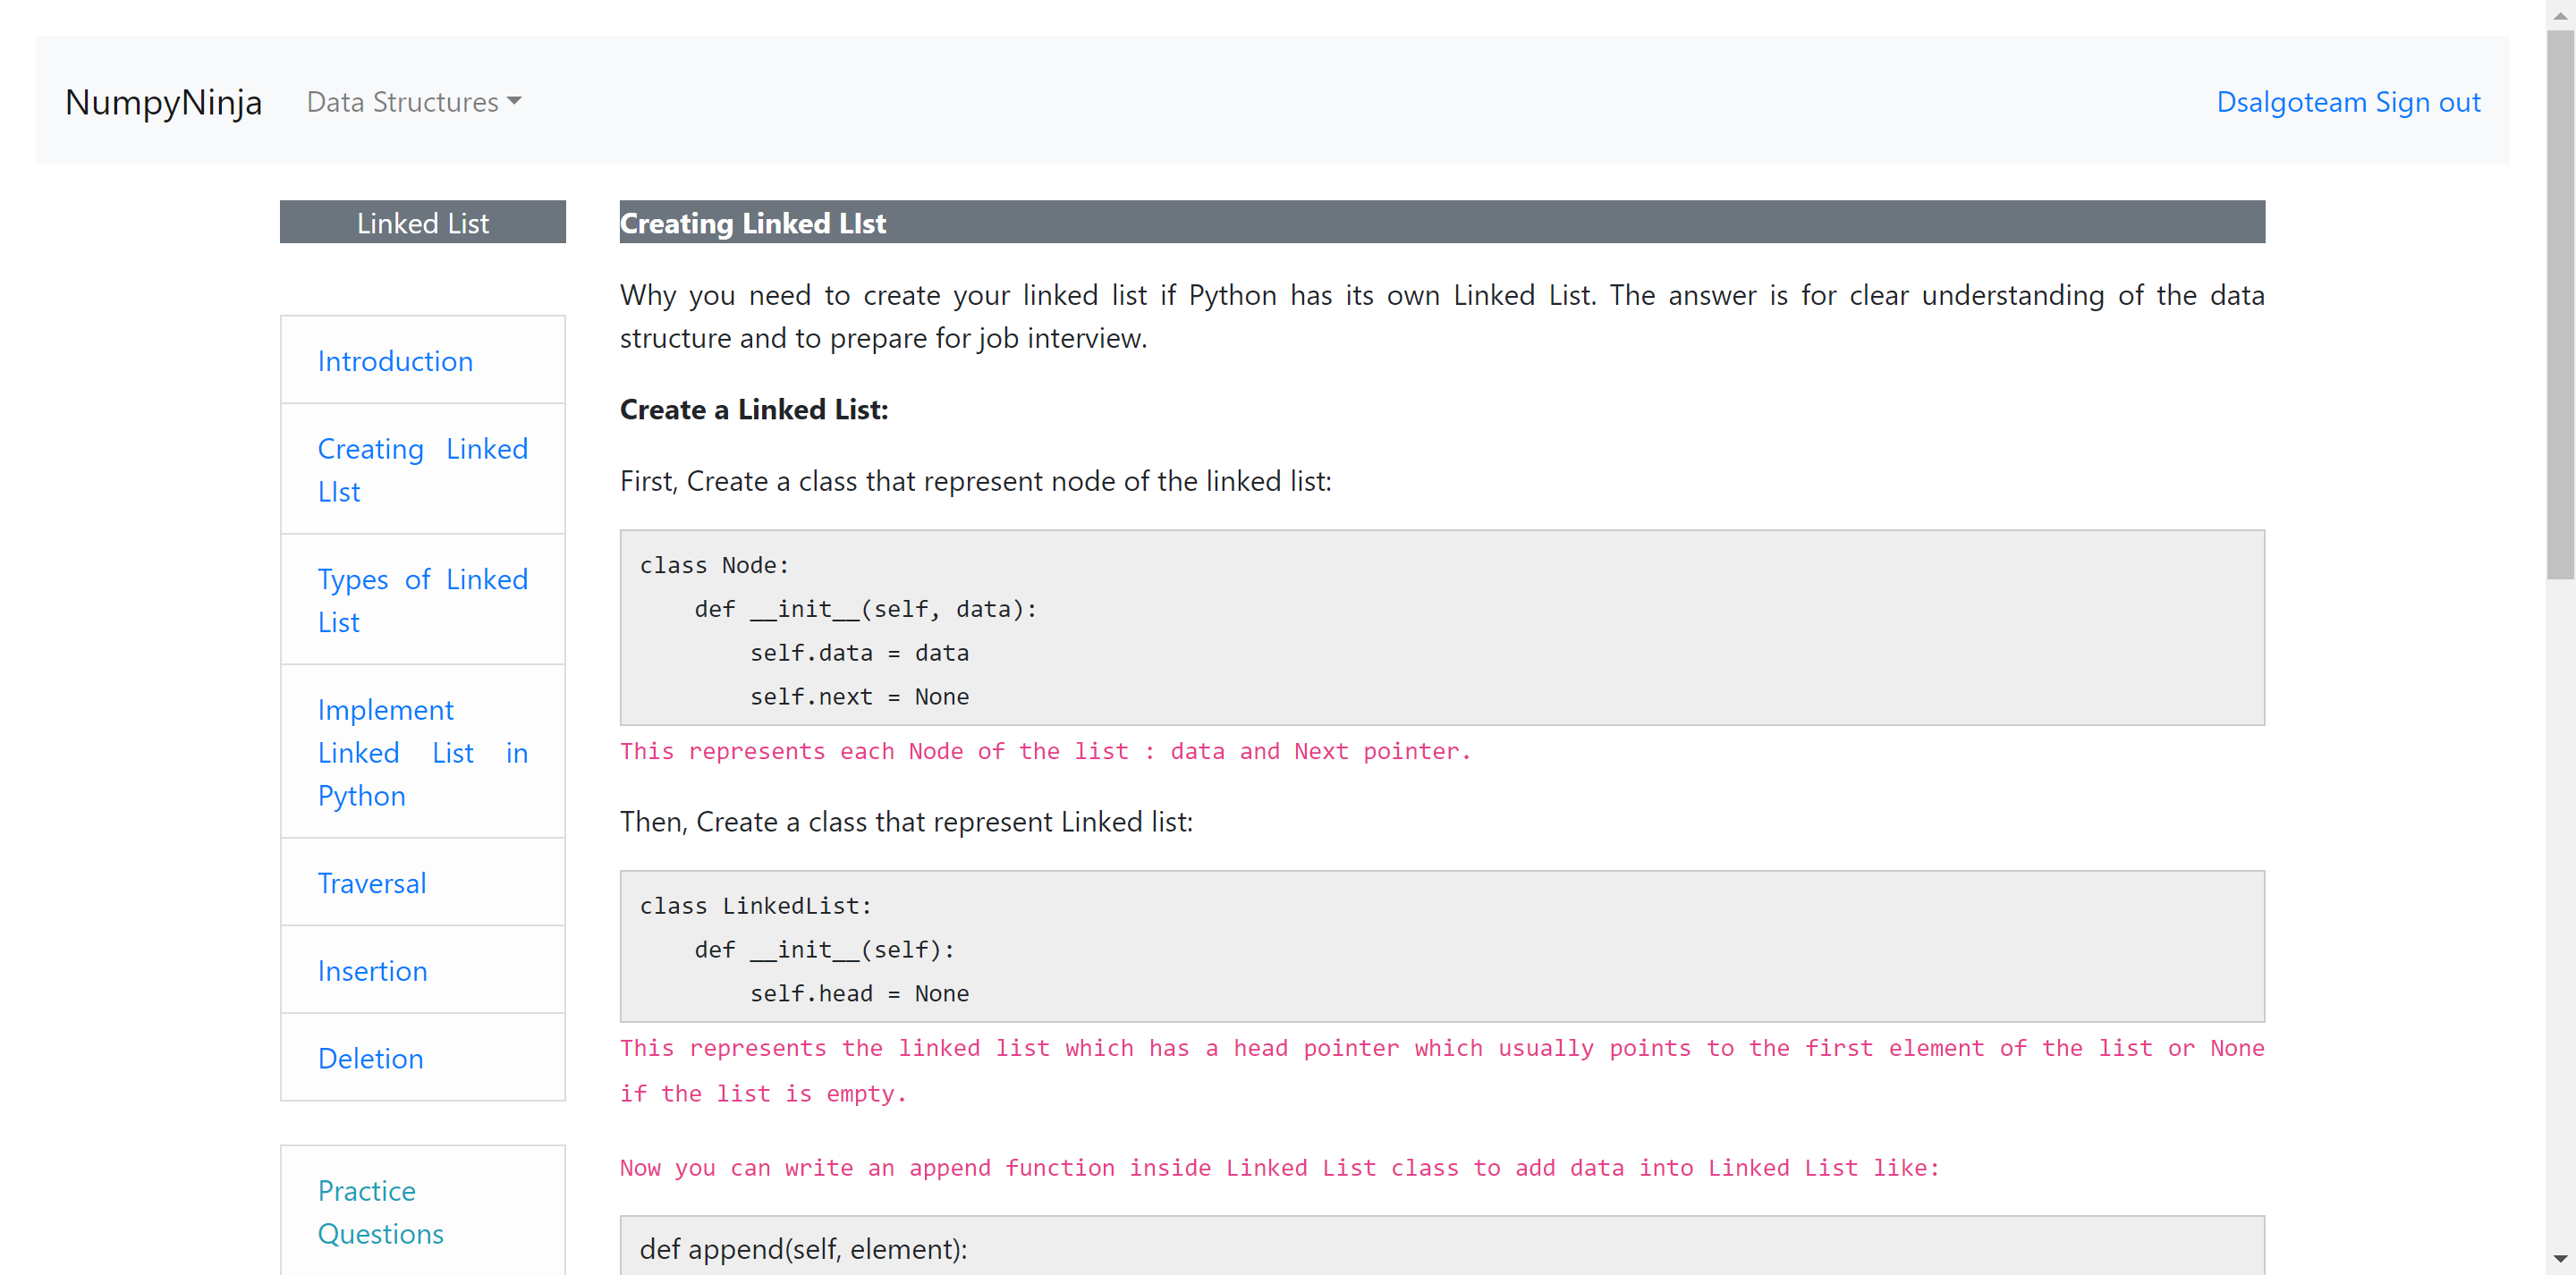 NumpyNinja
Data Structures
Dsalgoteam Sign out
Linked List
Introduction
Creating Linked LIst
Types of Linked List
Implement Linked List in Python
Traversal
Insertion
Deletion
Practice Questions
Creating Linked LIst
Why you need to create your linked list if Python has its own Linked List. The answer is for clear understanding of the data
structure and to prepare for job interview.
Create a Linked List:
First, Create a class that represent node of the linked list:
class Node:
    def __init__(self, data):
        self.data = data
        self.next = None
This represents each Node of the list : data and Next pointer.
Then, Create a class that represent Linked list:
class LinkedList:
    def __init__(self):
        self.head = None
This represents the linked list which has a head pointer which usually points to the first element of the list or None
if the list is empty.
Now you can write an append function inside Linked List class to add data into Linked List like:
def append(self, element):